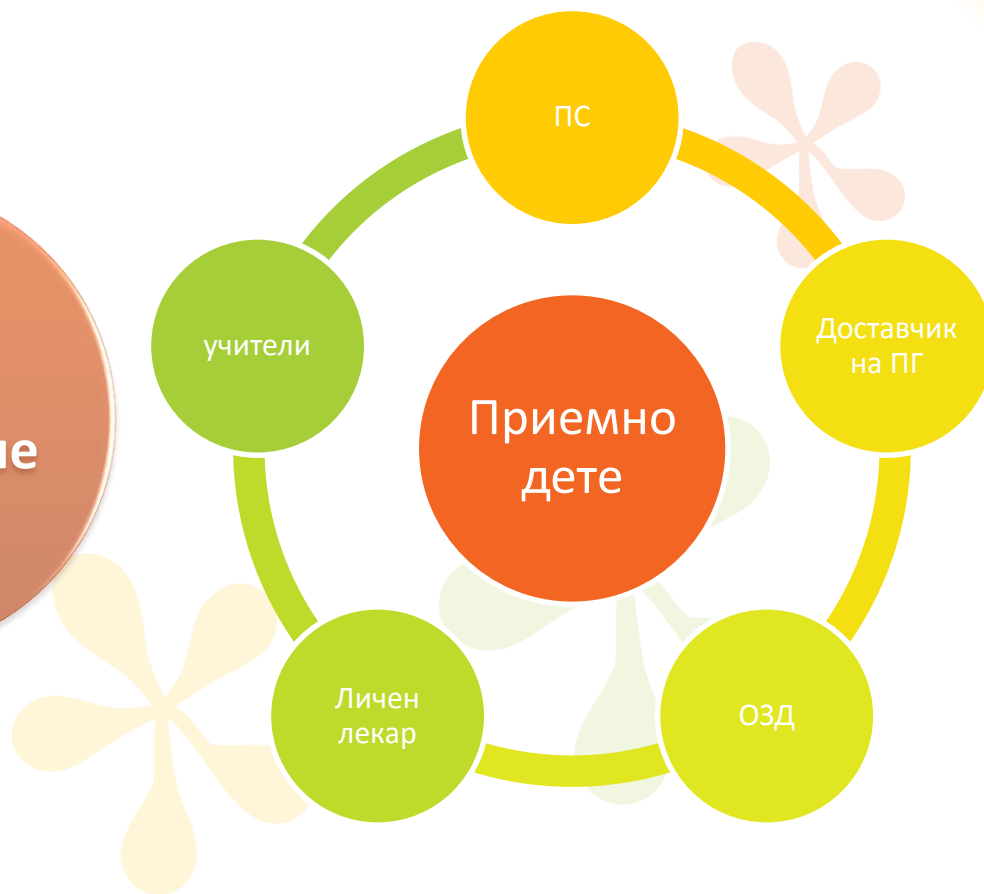 ПС
Доставчик
на ПГ
учители
Приемно
дете
Личен
лекар
ОЗД